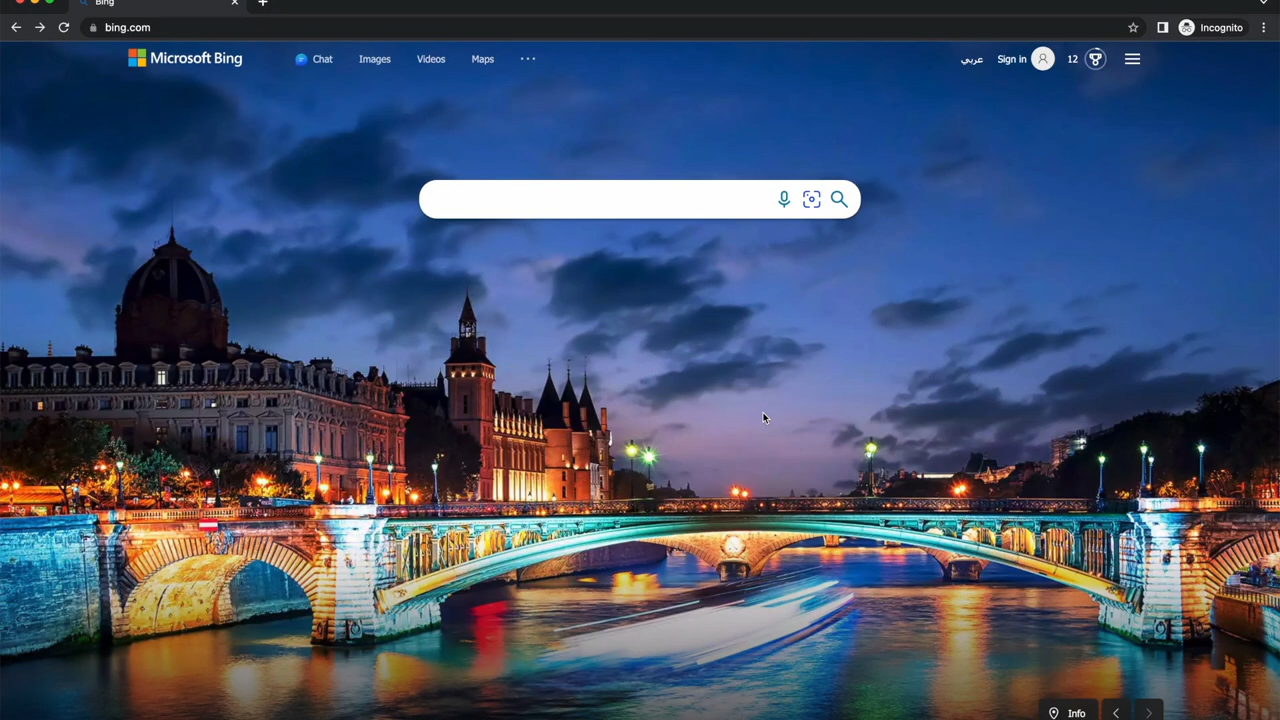 Bing
bing.com
Incognito
Microsoft Bing
Chat
Images
Videos
Maps
عربي
Sign in
12
Info